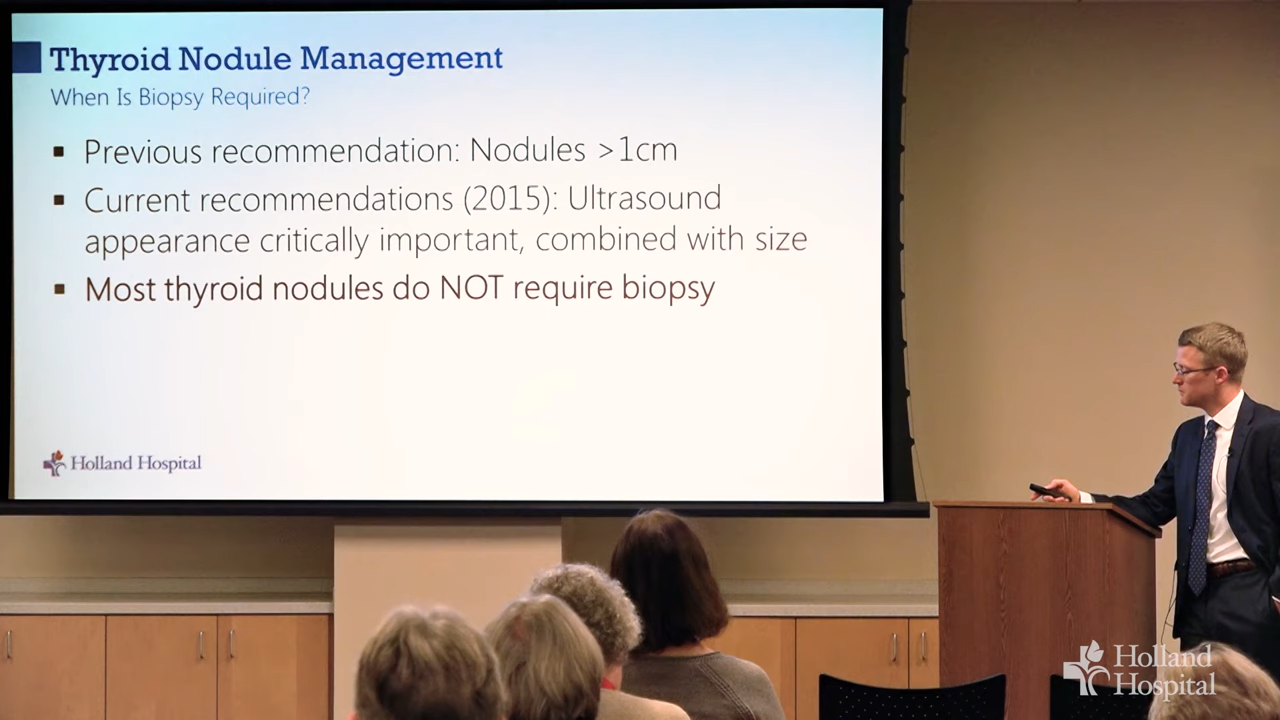 Thyroid Nodule Management
When Is Biopsy Required?
▪ Previous recommendation: Nodules >1cm
▪ Current recommendations (2015): Ultrasound
appearance critically important, combined with size
▪ Most thyroid nodules do NOT require biopsy
Holland Hospital
Holland
Hospital